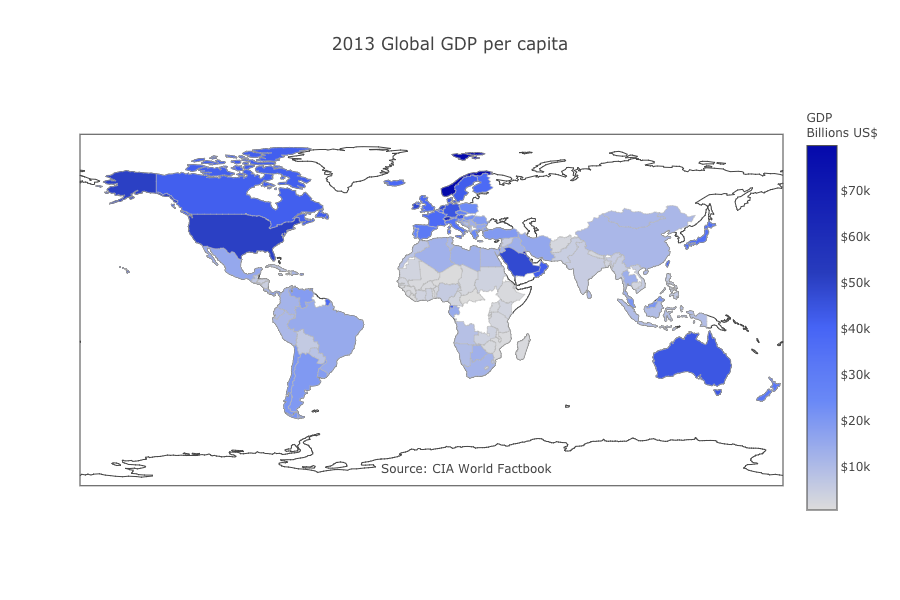 2013 Global GDP per capita
GDP
Billions US$
$70k
$60k
$50k
$40k
$30k
$20k
$10k
Source: CIA World Factbook